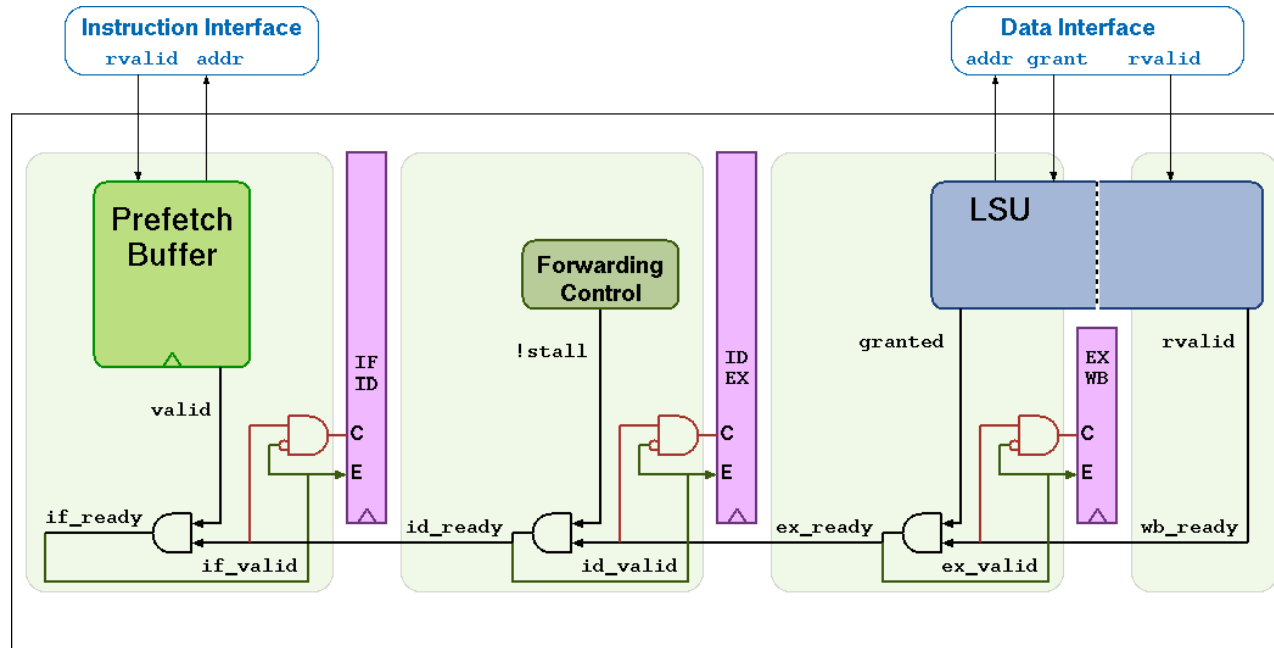 Instruction Interface
rvalid addr
Data Interface
addr grant rvalid
Prefetch
Buffer
valid
if_ready
if_valid
IF
ID
C
E
Forwarding
Control
!stall
id_ready
id_valid
ID
EX
C
E
LSU
granted
ex_ready
ex_valid
EX
WB
C
E
rvalid
wb_ready